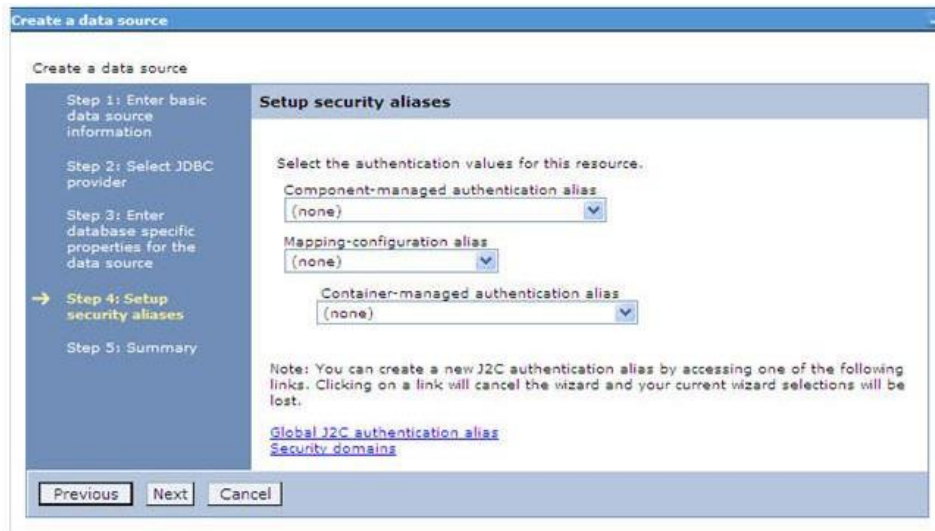 Create a data source
Create a data source
Step 1: Enter basic
data source
information
Step 2: Select JDBC
provider
Step 3: Enter
database specific
properties for the
data source
Step 4: Setup
security aliases
Step 5: Summary
Setup security aliases
Select the authentication values for this resource.
Component-managed authentication alias
(none)
Mapping-configuration alias
(none)
Container-managed authentication alias
(none)
Note: You can create a new J2C authentication alias by accessing one of the following
links. Clicking on a link will cancel the wizard and your current wizard selections will be
lost.
Global J2C authentication alias
Security domains
Previous Next Cancel